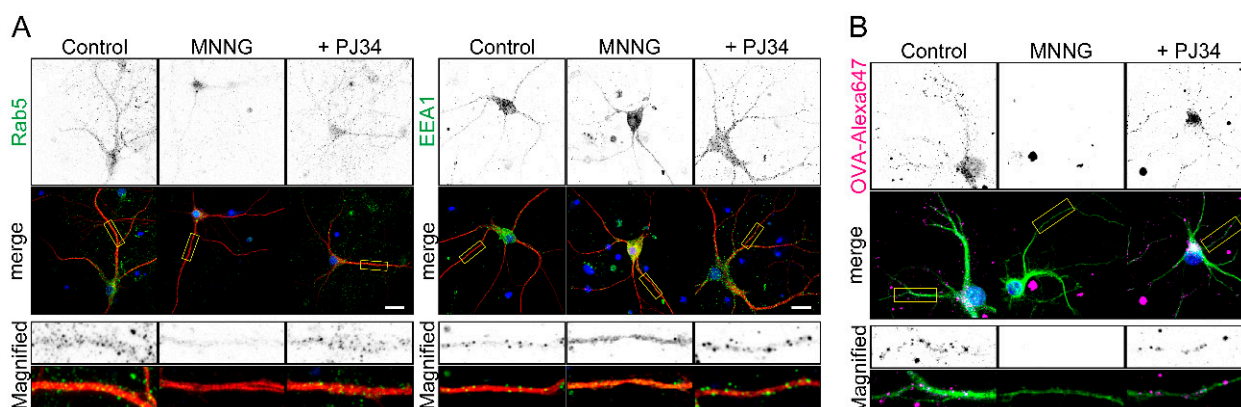 A
Control MNNG + PJ34
Rab5
merge
Magnified
Control MNNG + PJ34
EEA1
merge
Magnified
B
Control MNNG + PJ34
OVA-Alexa647
merge
Magnified